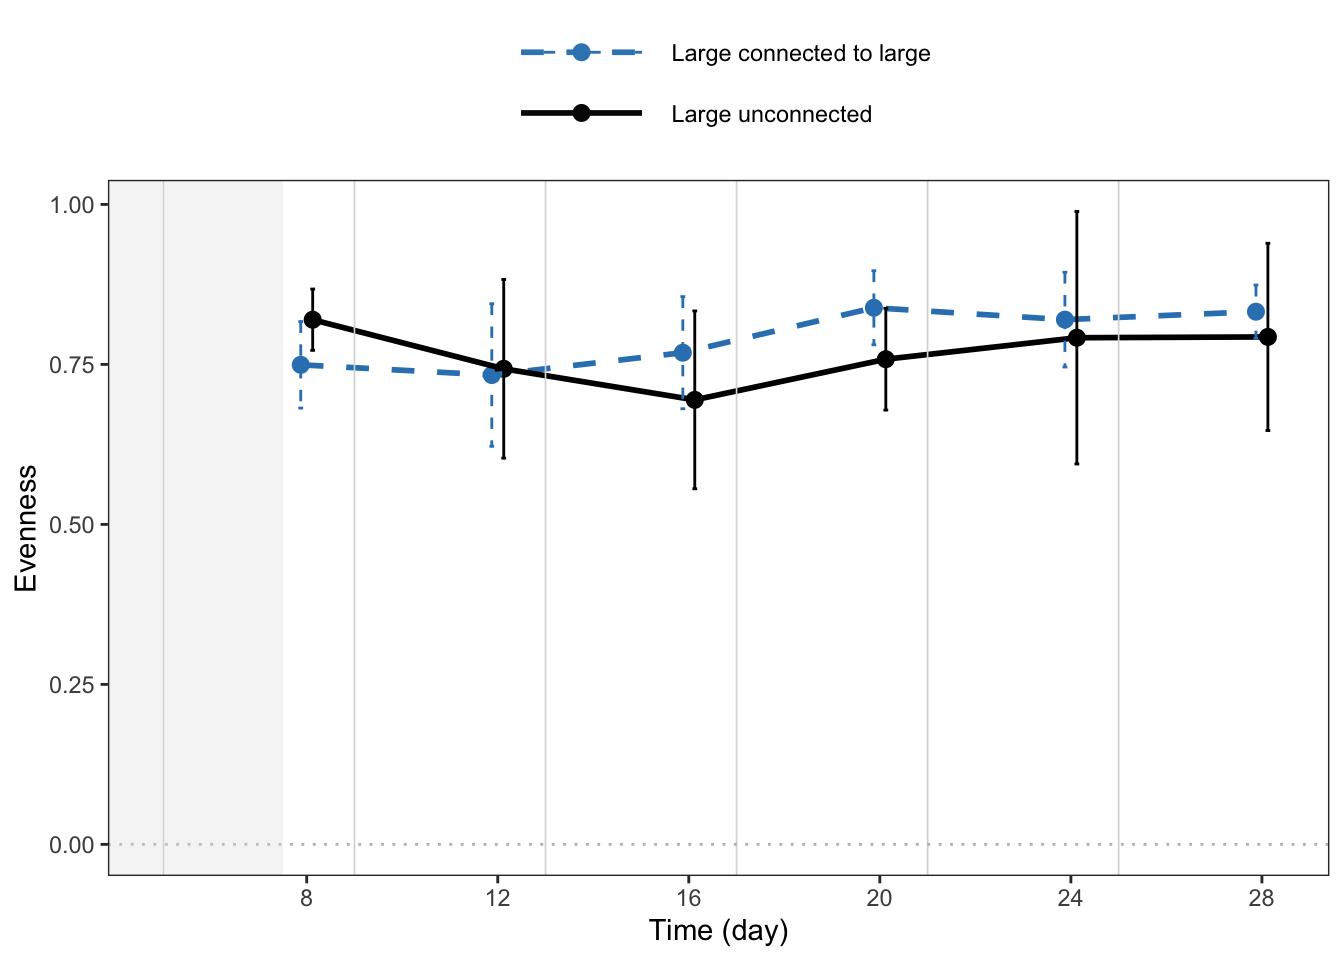 Large connected to large
Large unconnected
1.00
0.75
0.50
0.25
0.00
Evenness
8 12 16 20 24 28
Time (day)